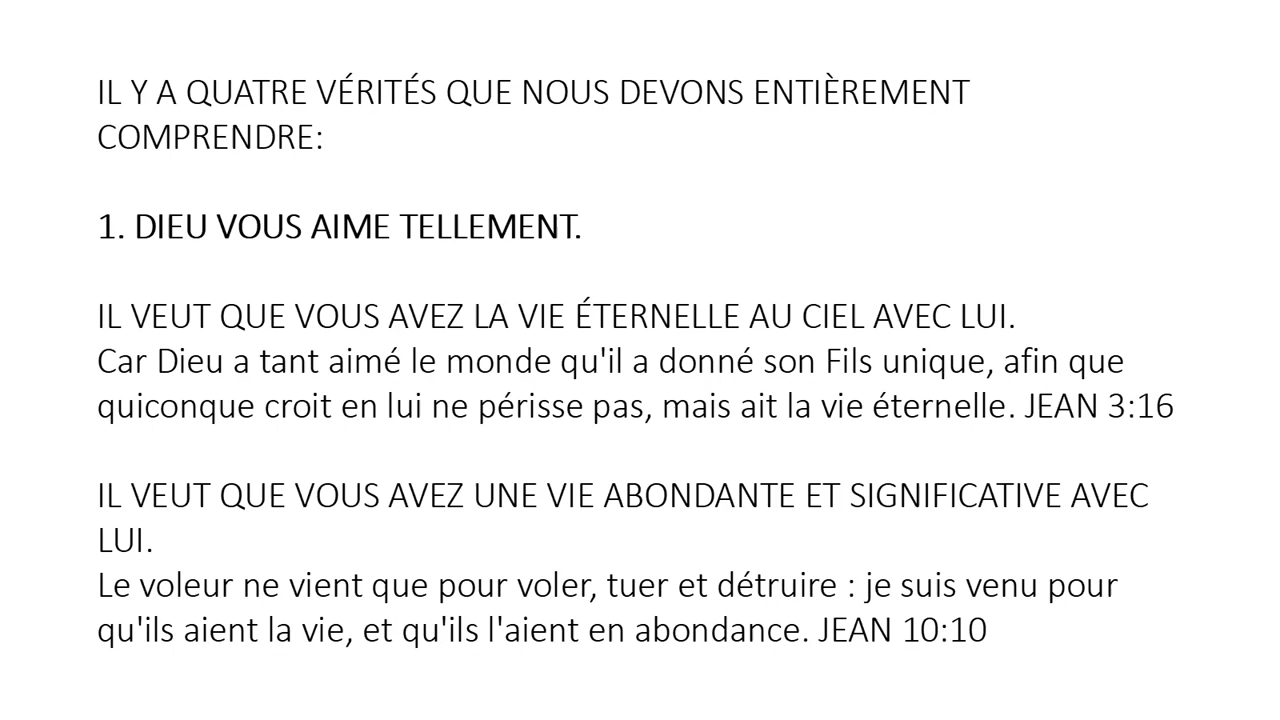 IL Y A QUATRE VÉRITÉS QUE NOUS DEVONS ENTIÈREMENT
COMPRENDRE:
1. DIEU VOUS AIME TELLEMENT.
IL VEUT QUE VOUS AVEZ LA VIE ÉTERNELLE AU CIEL AVEC LUI.
Car Dieu a tant aimé le monde qu'il a donné son Fils unique, afin que
quiconque croit en lui ne périsse pas, mais ait la vie éternelle. JEAN 3:16
IL VEUT QUE VOUS AVEZ UNE VIE ABONDANTE ET SIGNIFICATIVE AVEC
LUI.
Le voleur ne vient que pour voler, tuer et détruire : je suis venu pour
qu'ils aient la vie, et qu'ils l'aient en abondance. JEAN 10:10